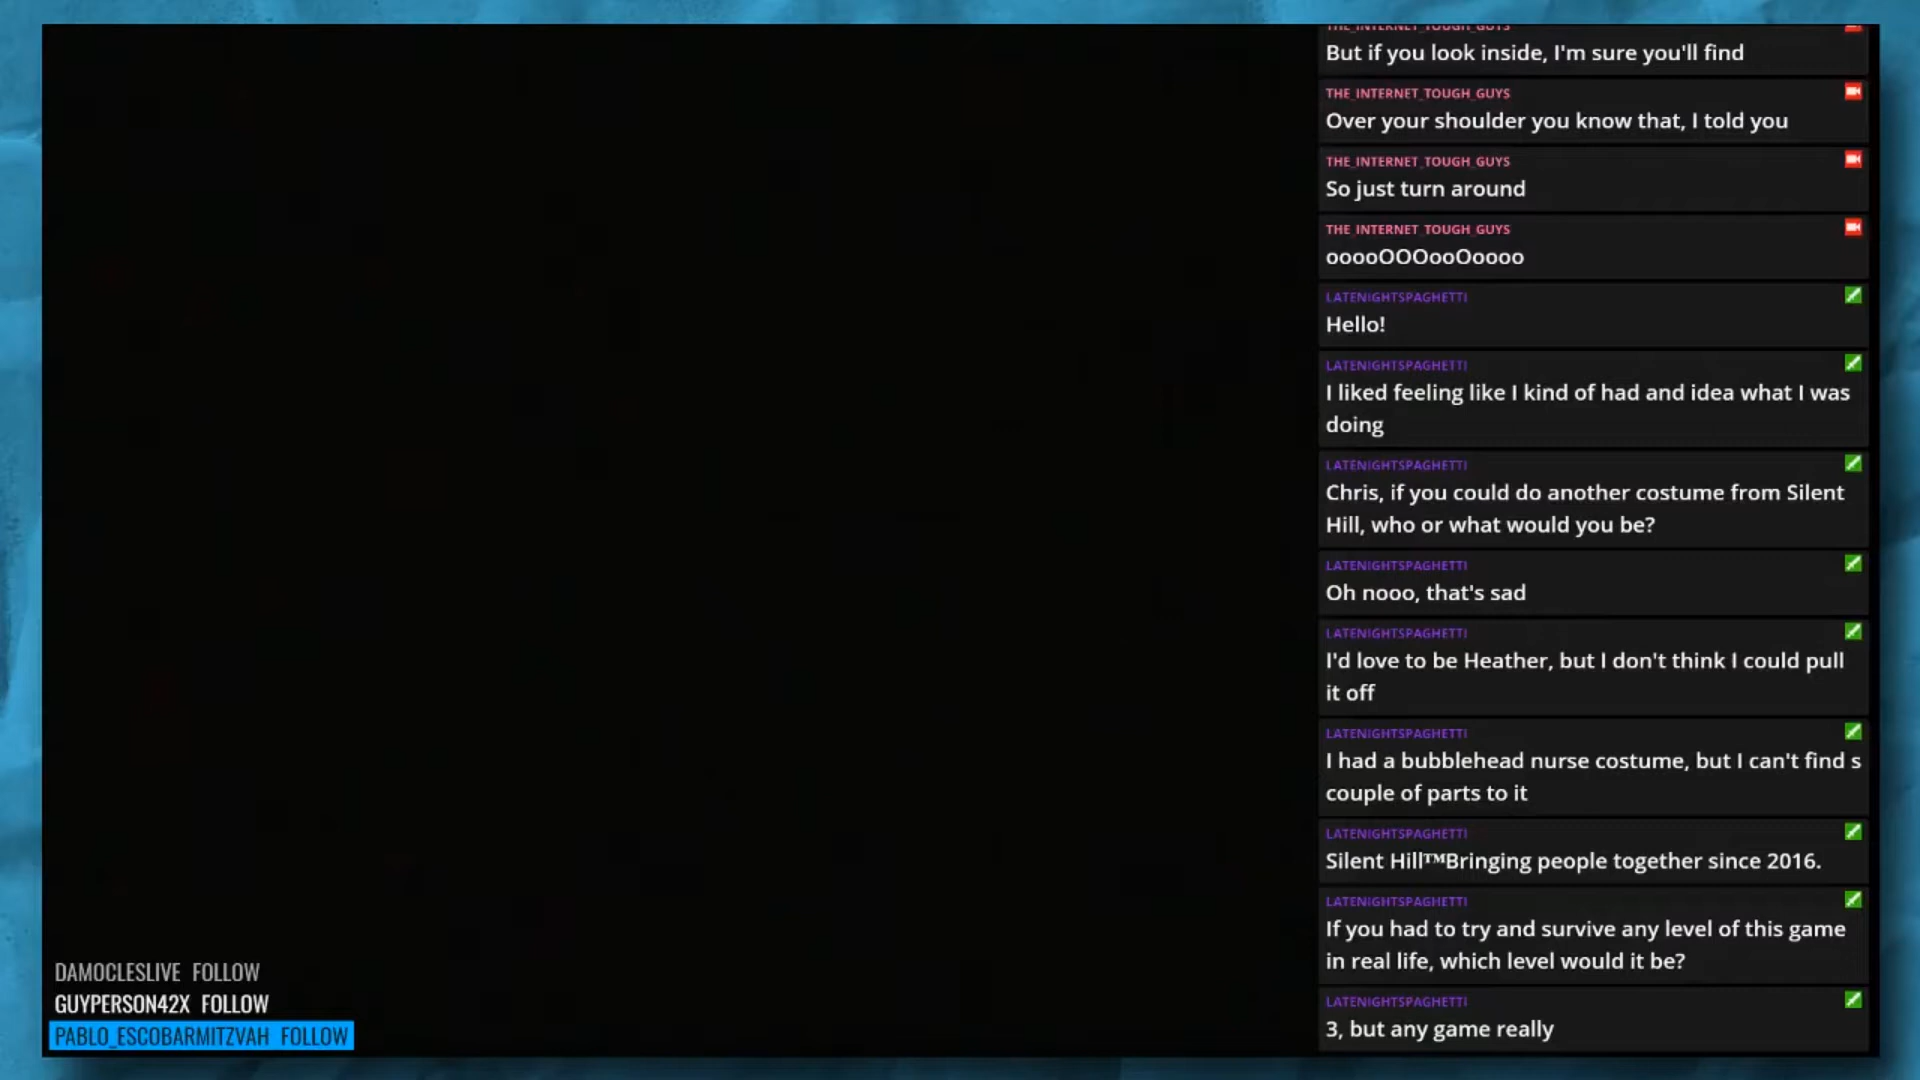 THE_INTERNET_TOUGH_GUYS
But if you look inside, I'm sure you'll find
THE_INTERNET_TOUGH_GUYS
Over your shoulder you know that, I told you
THE_INTERNET_TOUGH_GUYS
So just turn around
THE_INTERNET_TOUGH_GUYS
ooooOOOooOoooo
LATENIGHTSPAGHETTI
Hello!
LATENIGHTSPAGHETTI
I liked feeling like I kind of had and idea what I was
doing
LATENIGHTSPAGHETTI
Chris, if you could do another costume from Silent
Hill, who or what would you be?
LATENIGHTSPAGHETTI
Oh nooo, that's sad
LATENIGHTSPAGHETTI
I'd love to be Heather, but I don't think I could pull
it off
LATENIGHTSPAGHETTI
I had a bubblehead nurse costume, but I can't find s
couple of parts to it
LATENIGHTSPAGHETTI
Silent Hill™Bringing people together since 2016.
LATENIGHTSPAGHETTI
If you had to try and survive any level of this game
in real life, which level would it be?
LATENIGHTSPAGHETTI
3, but any game really
DAMOCLESLIVE FOLLOW
GUYPERSON42X FOLLOW
PABLO_ESCOBARMITZVAH FOLLOW